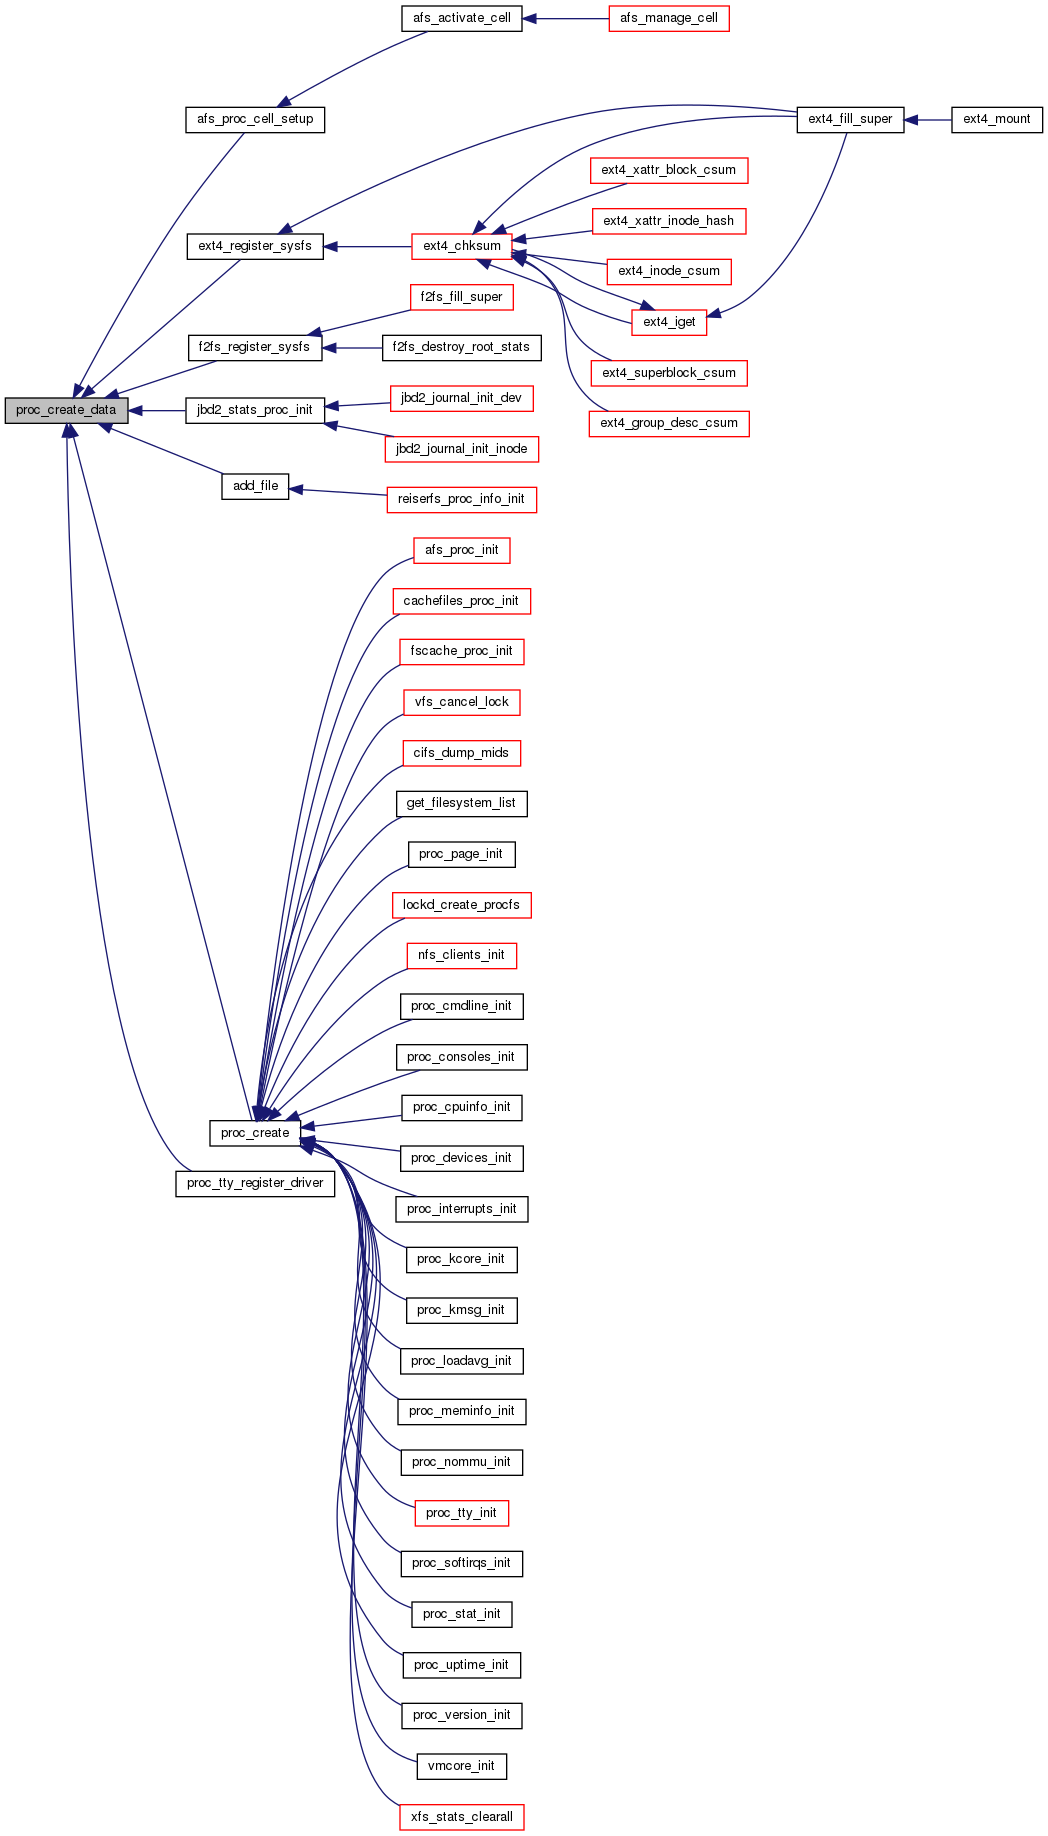 afs_activate_cell
afs_manage_cell
afs_proc_cell_setup
ext4_fill_super
ext4_mount
ext4_xattr_block_csum
ext4_xattr_inode_hash
ext4_register_sysfs
ext4_chksum
ext4_inode_csum
f2fs_fill_super
ext4_iget
f2fs_register_sysfs
f2fs_destroy_root_stats
ext4_superblock_csum
jbd2_journal_init_dev
proc_create_data
jbd2_stats_proc_init
ext4_group_desc_csum
jbd2_journal_init_inode
add_file
reiserfs_proc_info_init
afs_proc_init
cachefiles_proc_init
fscache_proc_init
vfs_cancel_lock
cifs_dump_mids
get_filesystem_list
proc_page_init
lockd_create_procfs
nfs_clients_init
proc_cmdline_init
proc_consoles_init
proc_cpuinfo_init
proc_create
proc_devices_init
proc_tty_register_driver
proc_interrupts_init
proc_kcore_init
proc_kmsg_init
proc_loadavg_init
proc_meminfo_init
proc_nommu_init
proc_tty_init
proc_softirqs_init
proc_stat_init
proc_uptime_init
proc_version_init
vmcore_init
xfs_stats_clearall